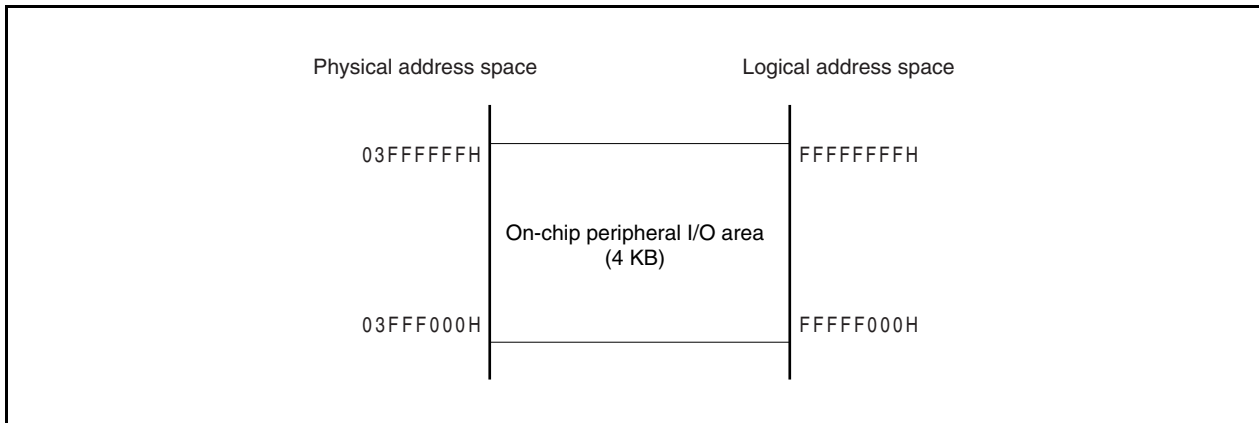 Physical address space
Logical address space
03FFFFFFH
FFFFFFFFH
On-chip peripheral I/O area
(4 KB)
03FFF000H
FFFFF000H